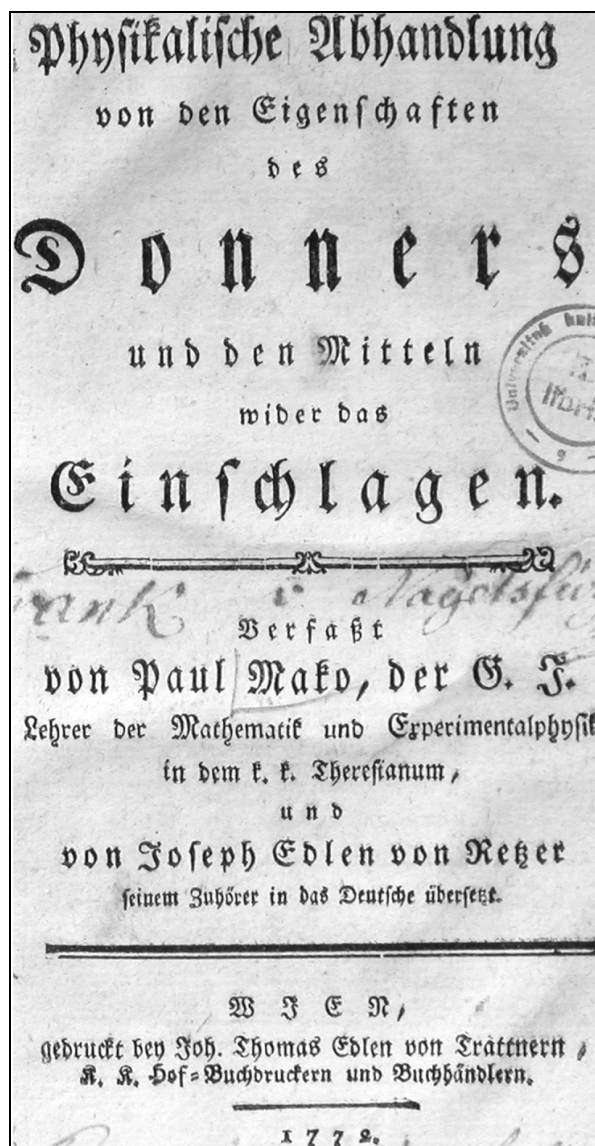 Physikalische Abhandlung
von den Eigenschaften
des
Donners
und den Mitteln
wider das
Einschlagen.
Verfaßt
von Paul Mako, der G. J.
Lehrer der Mathematik und Experimentalphysik
in dem k. k. Theresianum,
und
von Joseph Edlen von Retzer
seinem Zuhörer in das Deutsche übersetzt.
WIEN,
gedruckt bey Joh. Thomas Edlen von Trattnern,
K. K. Hof-Buchdruckern und Buchhändlern.
1772.